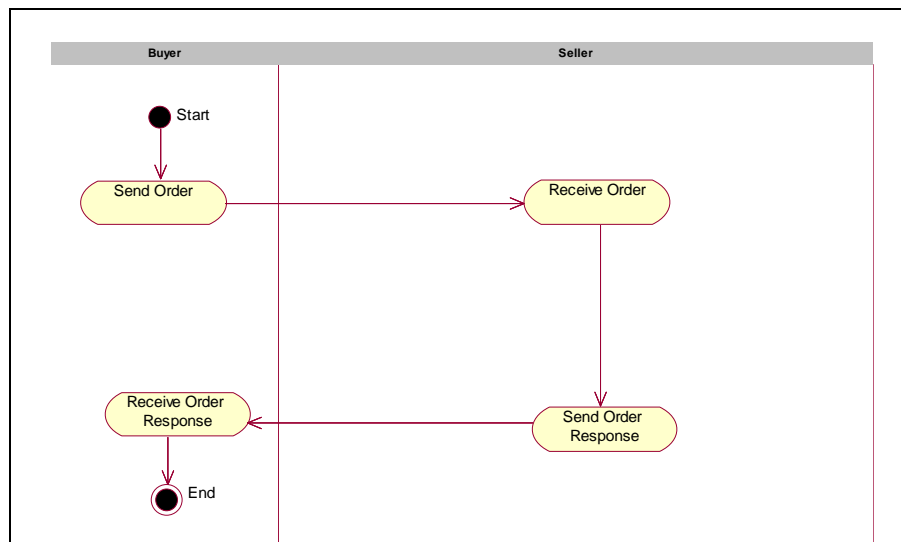 Buyer
Seller
Start
Send Order
Receive Order
Receive Order
Response
Send Order
Response
End